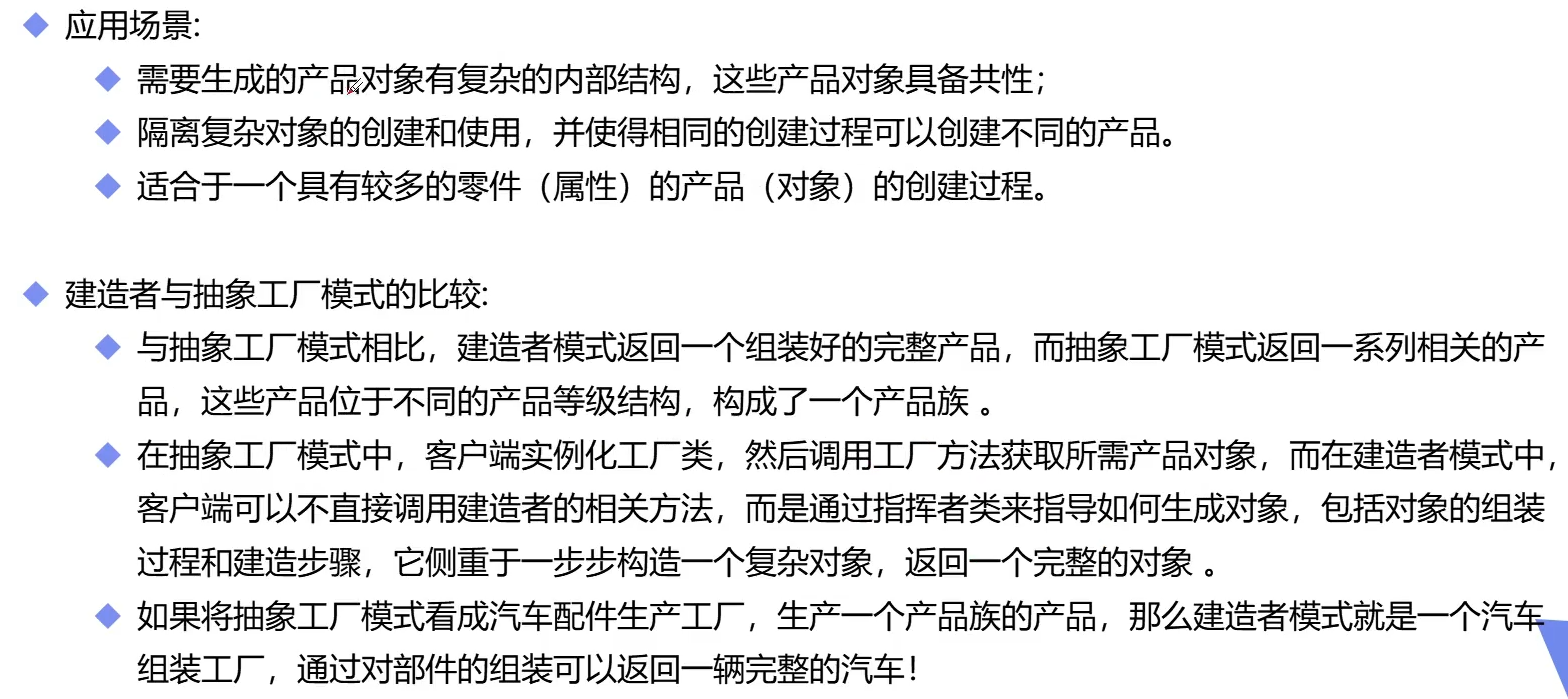 应用场景:
需要生成的产品对象有复杂的内部结构，这些产品对象具备共性；
隔离复杂对象的创建和使用，并使得相同的创建过程可以创建不同的产品。
适合于一个具有较多的零件（属性）的产品（对象）的创建过程。
建造者与抽象工厂模式的比较:
与抽象工厂模式相比，建造者模式返回一个组装好的完整产品，而抽象工厂模式返回一系列相关的产
品，这些产品位于不同的产品等级结构，构成了一个产品族 。
在抽象工厂模式中，客户端实例化工厂类，然后调用工厂方法获取所需产品对象，而在建造者模式中，
客户端可以不直接调用建造者的相关方法，而是通过指挥者类来指导如何生成对象，包括对象的组装
过程和建造步骤，它侧重于一步步构造一个复杂对象，返回一个完整的对象 。
如果将抽象工厂模式看成汽车配件生产工厂，生产一个产品族的产品，那么建造者模式就是一个汽车
组装工厂，通过对部件的组装可以返回一辆完整的汽车！